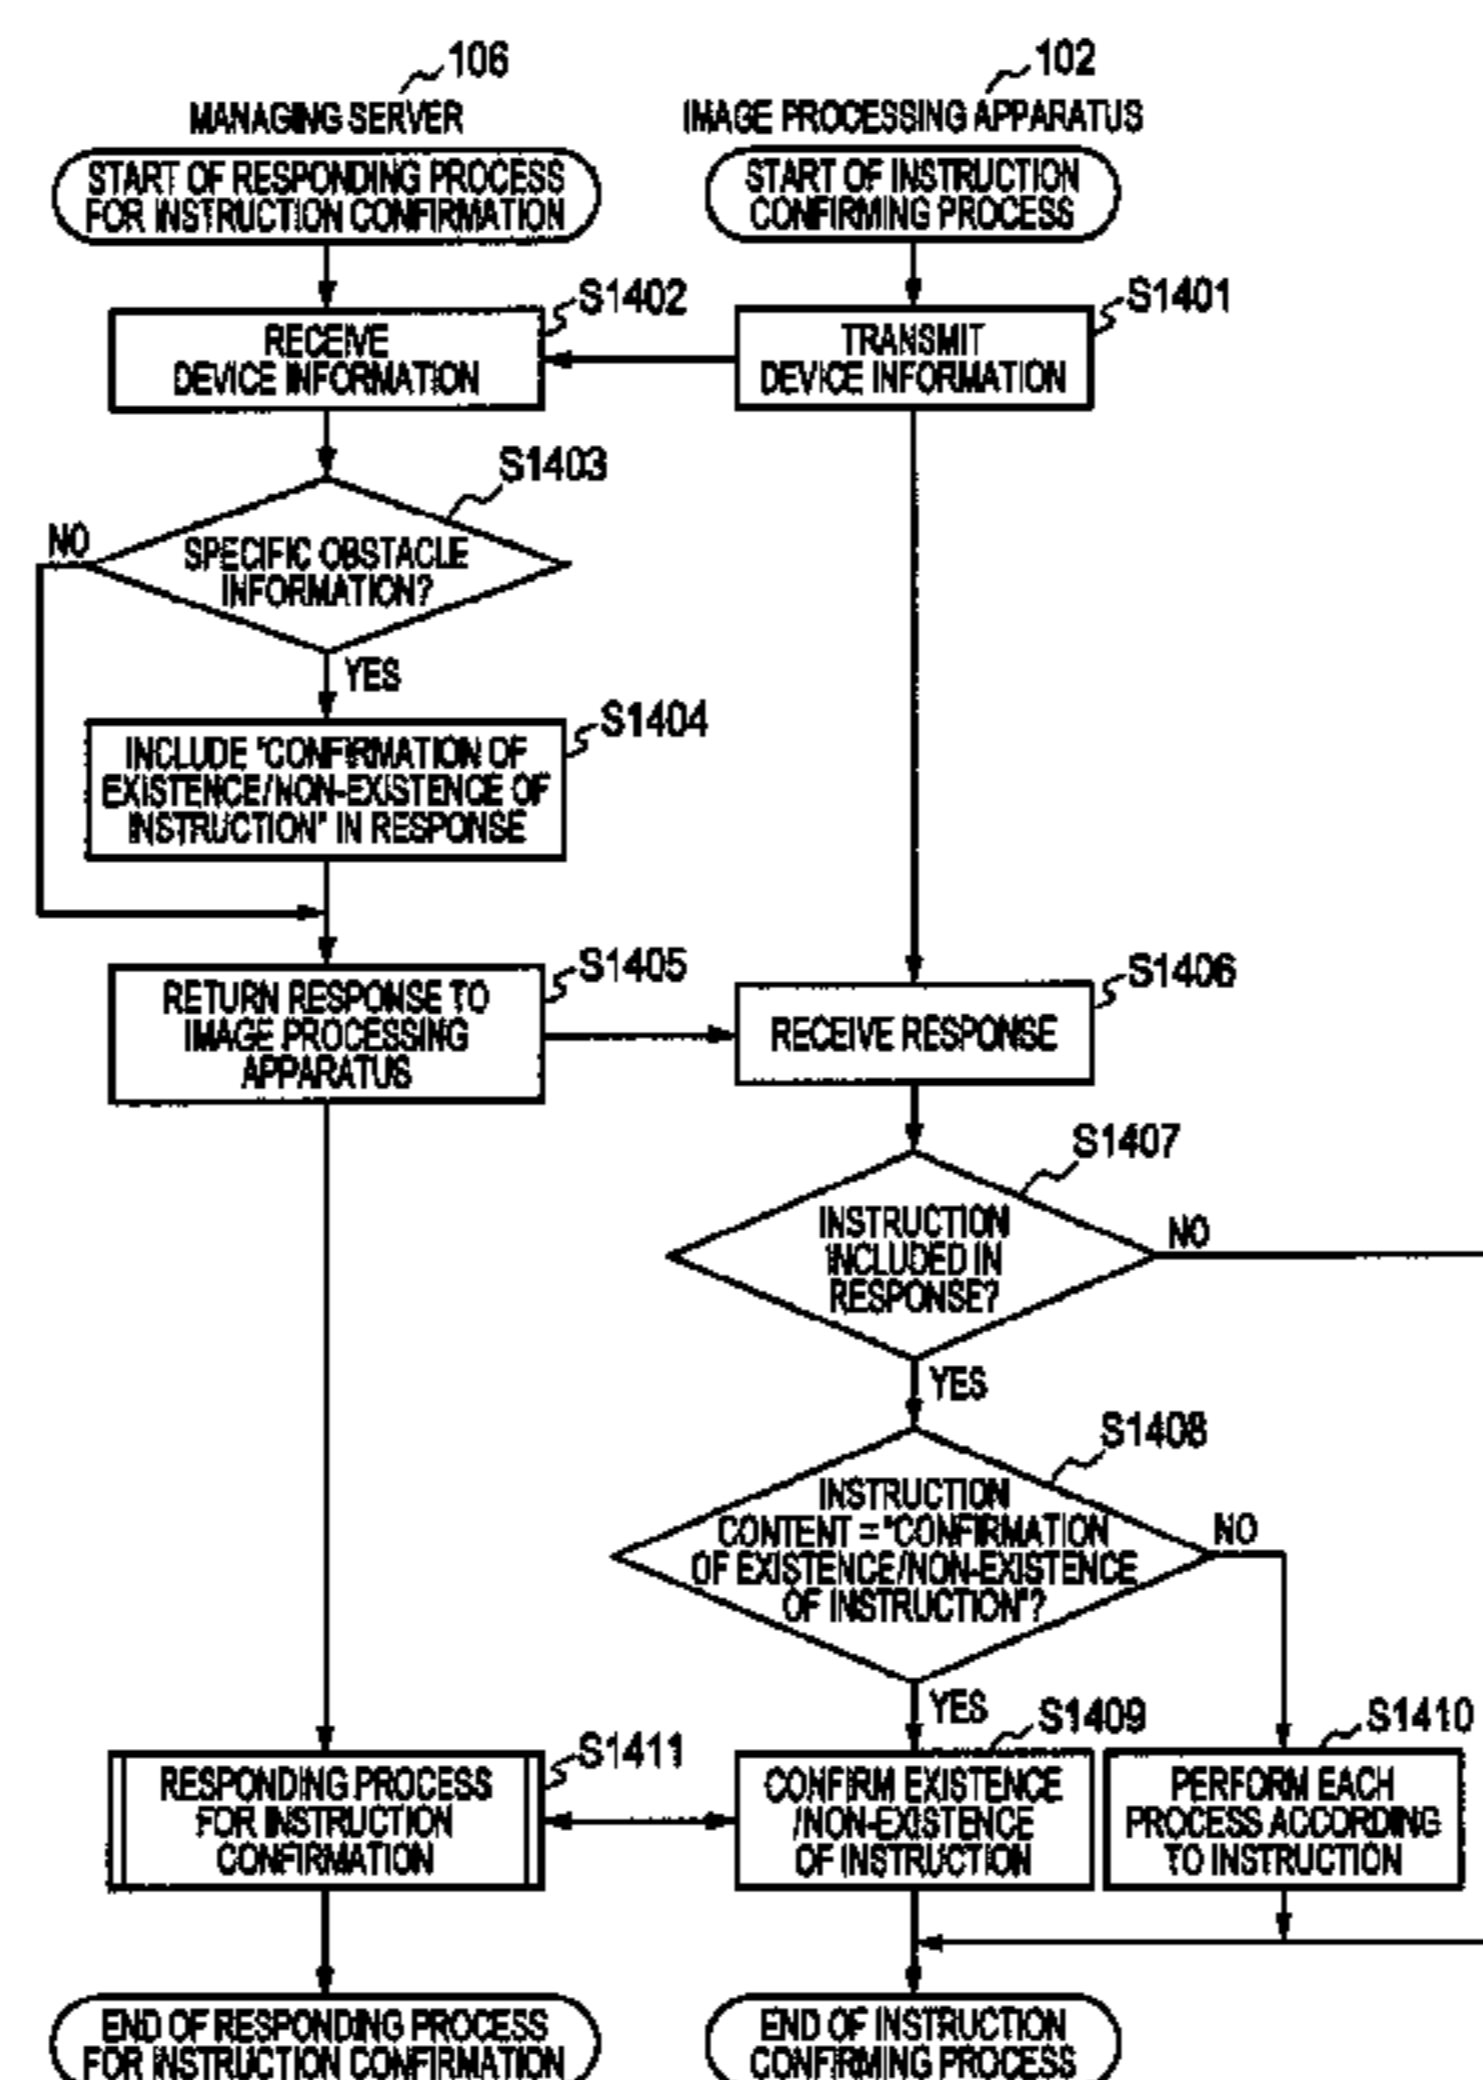 106
MANAGING SERVER
START OF RESPONDING PROCESS
FOR INSTRUCTION CONFIRMATION
102
IMAGE PROCESSING APPARATUS
START OF INSTRUCTION
CONFIRMING PROCESS
S1402
RECEIVE
DEVICE INFORMATION
S1401
TRANSMIT
DEVICE INFORMATION
S1403
NO
SPECIFIC OBSTACLE
INFORMATION?
YES
S1404
INCLUDE "CONFIRMATION OF
EXISTENCE/NON-EXISTENCE OF
INSTRUCTION" IN RESPONSE
S1405
RETURN RESPONSE TO
IMAGE PROCESSING
APPARATUS
S1406
RECEIVE RESPONSE
S1407
INSTRUCTION
INCLUDED IN
RESPONSE?
NO
YES
S1408
INSTRUCTION
CONTENT = "CONFIRMATION
OF EXISTENCE/NON-EXISTENCE
OF INSTRUCTION"?
NO
YES
S1411
RESPONDING PROCESS
FOR INSTRUCTION
CONFIRMATION
S1409
CONFIRM EXISTENCE
/NON-EXISTENCE
OF INSTRUCTION
S1410
PERFORM EACH
PROCESS ACCORDING
TO INSTRUCTION
END OF RESPONDING PROCESS
FOR INSTRUCTION CONFIRMATION
END OF INSTRUCTION
CONFIRMING PROCESS